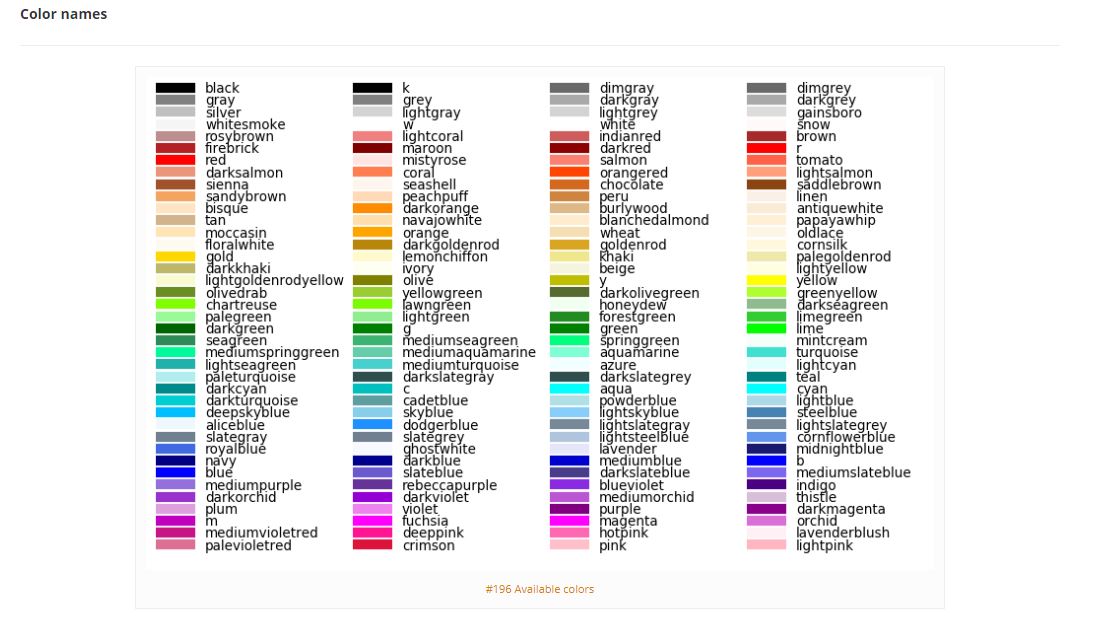 Color names
black k dimgray dimgrey
gray grey darkgray darkgrey
silver lightgray lightgrey gainsboro
whitesmoke w white snow
rosybrown lightcoral indianred brown
firebrick maroon darkred r
red mistyrose salmon tomato
darksalmon coral orangered lightsalmon
sienna seashell chocolate saddlebrown
sandybrown peachpuff peru linen
bisque darkorange burlywood antiquewhite
tan navajowhite blanchedalmond papayawhip
moccasin orange wheat oldlace
floralwhite darkgoldenrod goldenrod cornsilk
gold lemonchiffon khaki palegoldenrod
darkkhaki ivory beige lightyellow
lightgoldenrodyellow olive y yellow
olivedrab yellowgreen darkolivegreen greenyellow
chartreuse lawngreen honeydew darkseagreen
palegreen lightgreen forestgreen limegreen
darkgreen g green lime
seagreen mediumseagreen springgreen mintcream
mediumspringgreen mediumaquamarine aquamarine turquoise
lightseagreen mediumturquoise azure lightcyan
paleturquoise darkslategray darkslategrey teal
darkcyan c aqua cyan
darkturquoise cadetblue powderblue lightblue
deepskyblue skyblue lightskyblue steelblue
aliceblue dodgerblue lightslategray lightslategrey
slategray slategrey lightsteelblue cornflowerblue
royalblue ghostwhite lavender midnightblue
navy darkblue mediumblue b
blue slateblue darkslateblue mediumslateblue
mediumpurple rebeccapurple blueviolet indigo
darkorchid darkviolet mediumorchid thistle
plum violet purple darkmagenta
m fuchsia magenta orchid
mediumvioletred deeppink hotpink lavenderblush
palevioletred crimson pink lightpink
#196 Available colors